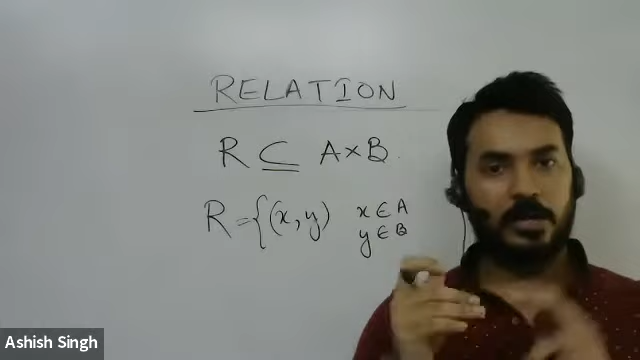 RELATION
R ⊆ A×B
R = {(x, y) x ∈ A
y ∈ B
Ashish Singh